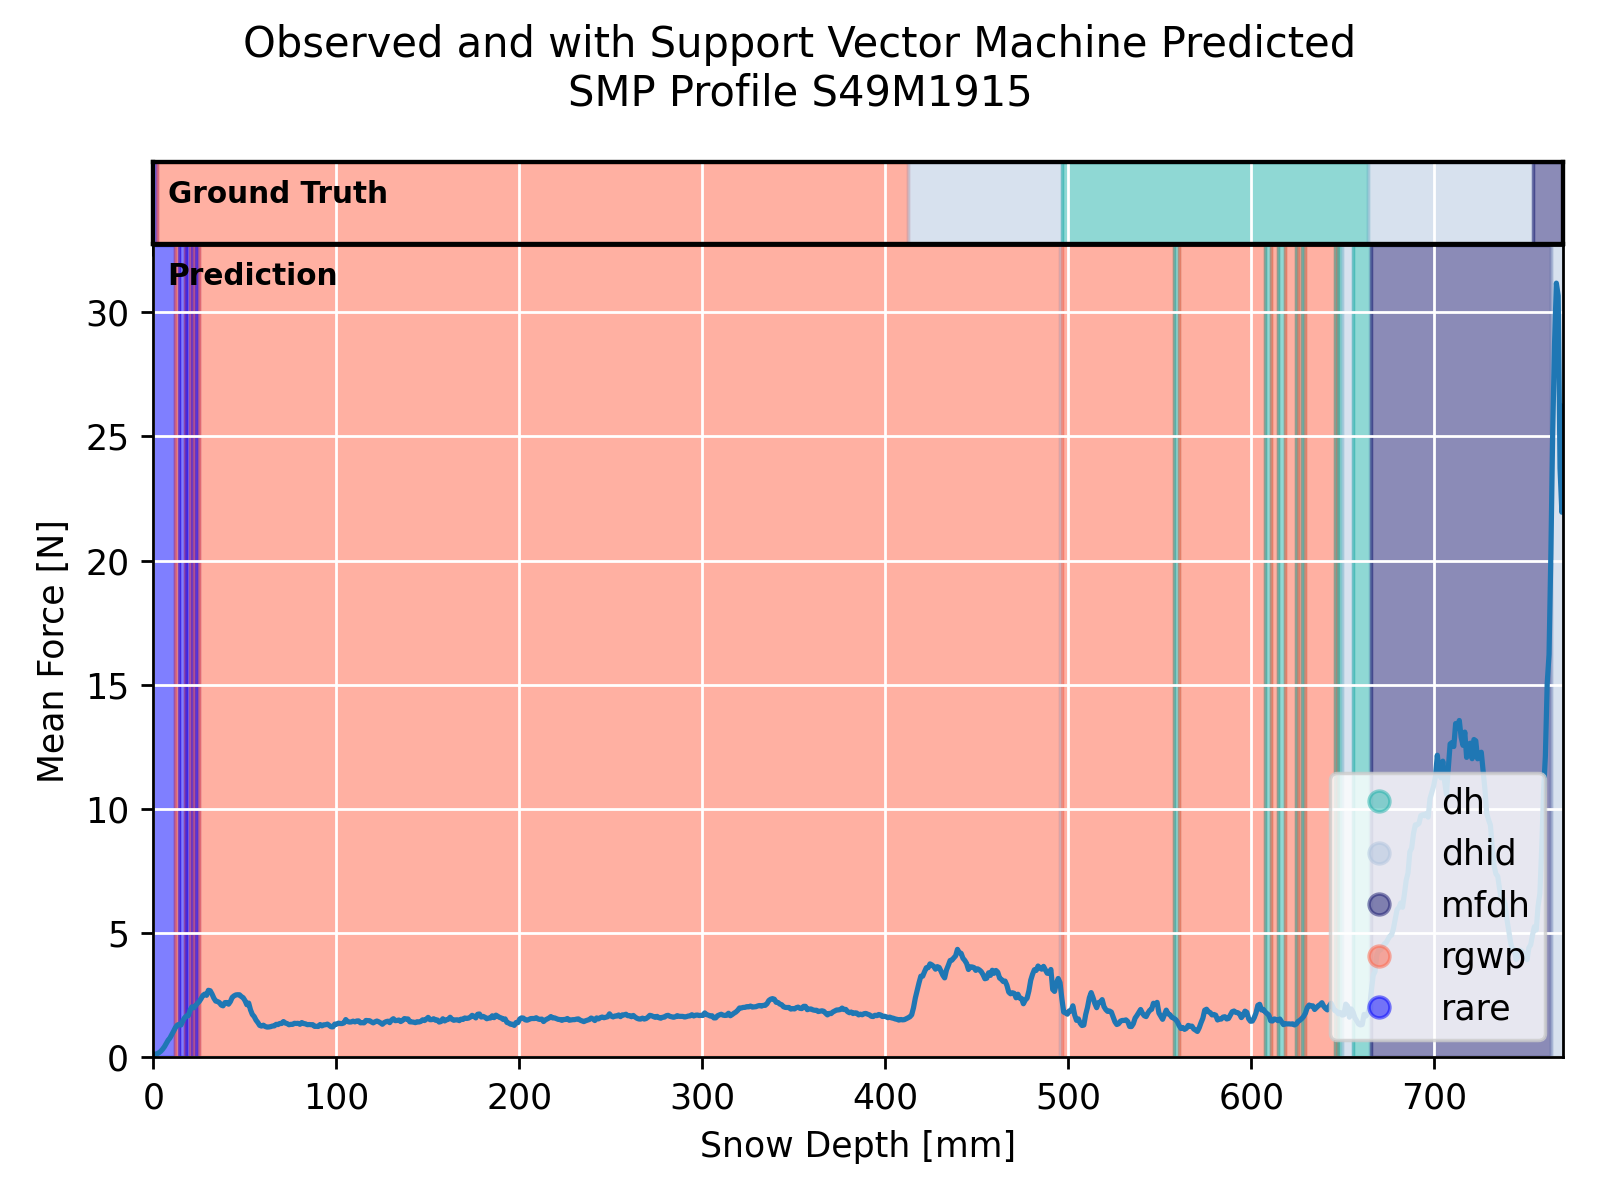 Observed and with Support Vector Machine Predicted
SMP Profile S49M1915
Ground Truth
Prediction
30
25
20
15
10
5
0
Mean Force [N]
dh
dhid
mfdh
rgwp
rare
0 100 200 300 400 500 600 700
Snow Depth [mm]